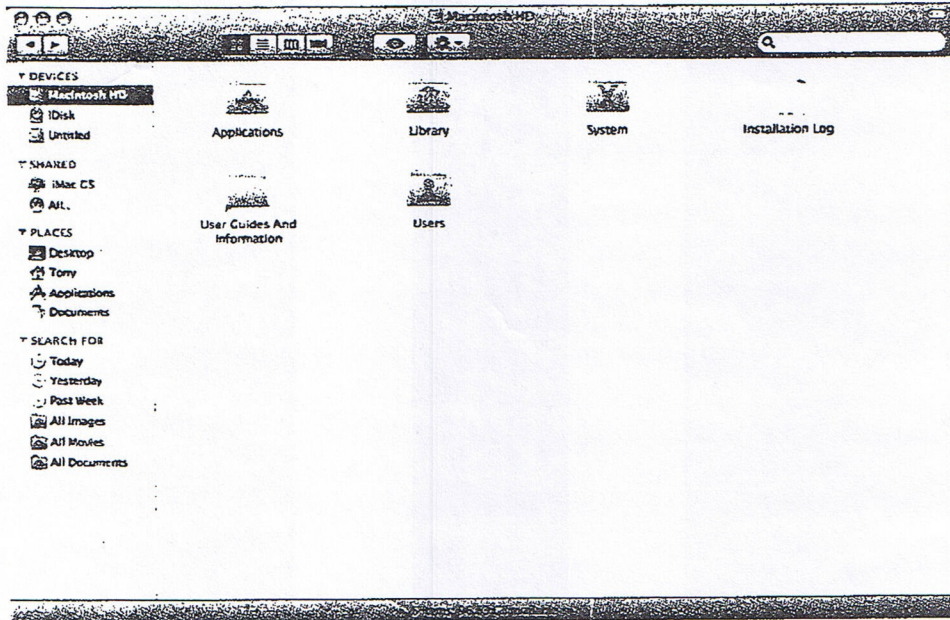 Macintosh HD
▼ DEVICES
Macintosh HD
iDisk
Untitled
▼ SHARED
iMac G5
All..
▼ PLACES
Desktop
Tony
Applications
Documents
▼ SEARCH FOR
Today
Yesterday
Past Week
All Images
All Movies
All Documents
Applications
Library
System
Installation Log
User Guides And
Information
Users